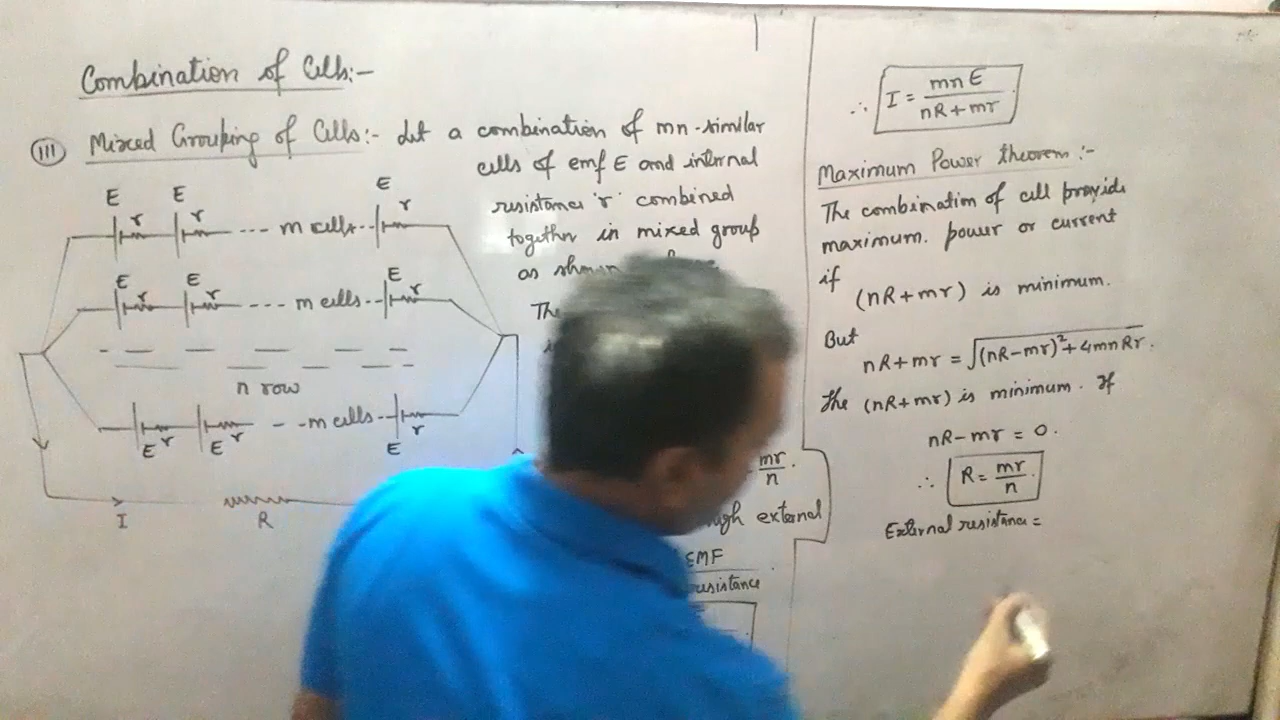 Combination of Cells:-
(III) Mixed Grouping of Cells:- Let a combination of mn-similar
cells of emf E and internal
resistance 'r' combined
together in mixed group
as
E E E
r r --- m cells -- r
E E E
r r ---- m cells -- r
n row
--m cells- 
E r E r E r
I R
mr/n.
external
EMF
resistance
∴ I = mnE/(nR+mr)
Maximum Power theorem:-
The combination of cell provide
maximum. power or current
if
(nR+mr) is minimum.
But
nR+mr = √((nR-mr)²+4mnRr).
the (nR+mr) is minimum. If
nR-mr = 0.
∴ R = mr/n.
External resistance =